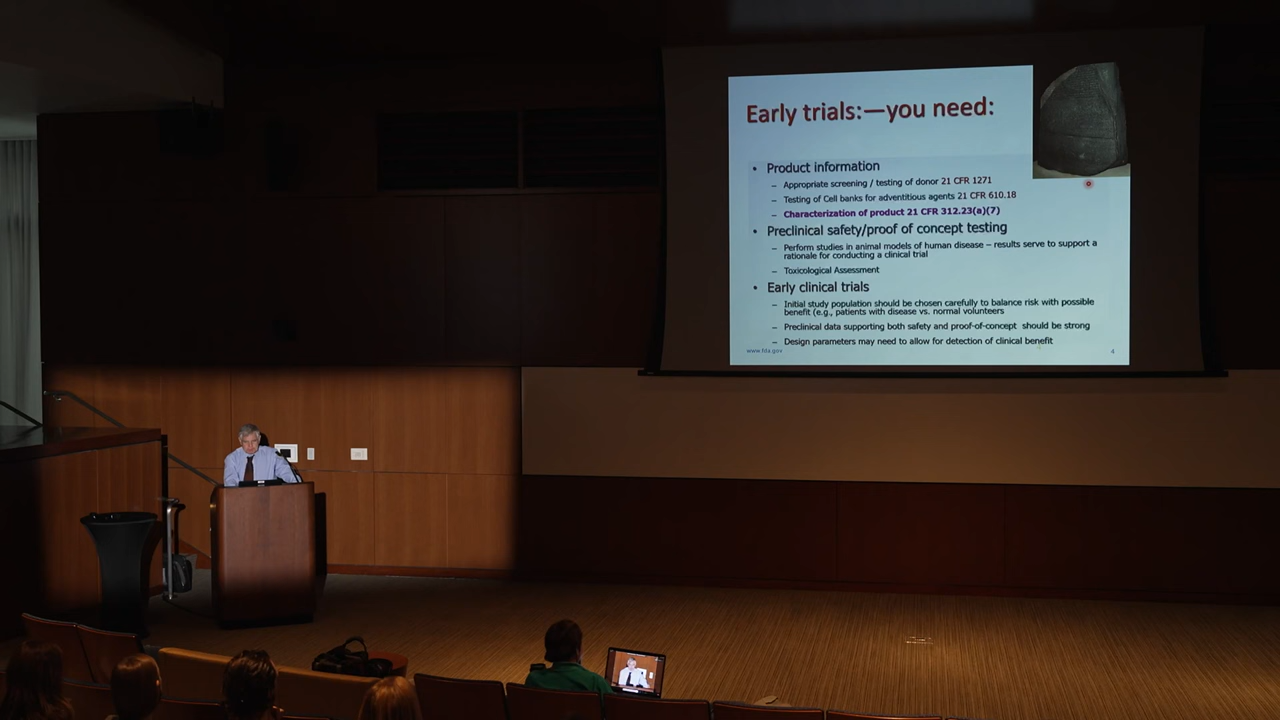 Early trials:—you need:
• Product information
– Appropriate screening / testing of donor 21 CFR 1271
– Testing of Cell banks for adventitious agents 21 CFR 610.18
– Characterization of product 21 CFR 312.23(a)(7)
• Preclinical safety/proof of concept testing
– Perform studies in animal models of human disease – results serve to support a
rationale for conducting a clinical trial
– Toxicological Assessment
• Early clinical trials
– Initial study population should be chosen carefully to balance risk with possible
benefit (e.g., patients with disease vs. normal volunteers
– Preclinical data supporting both safety and proof-of-concept should be strong
– Design parameters may need to allow for detection of clinical benefit
www.fda.gov 4